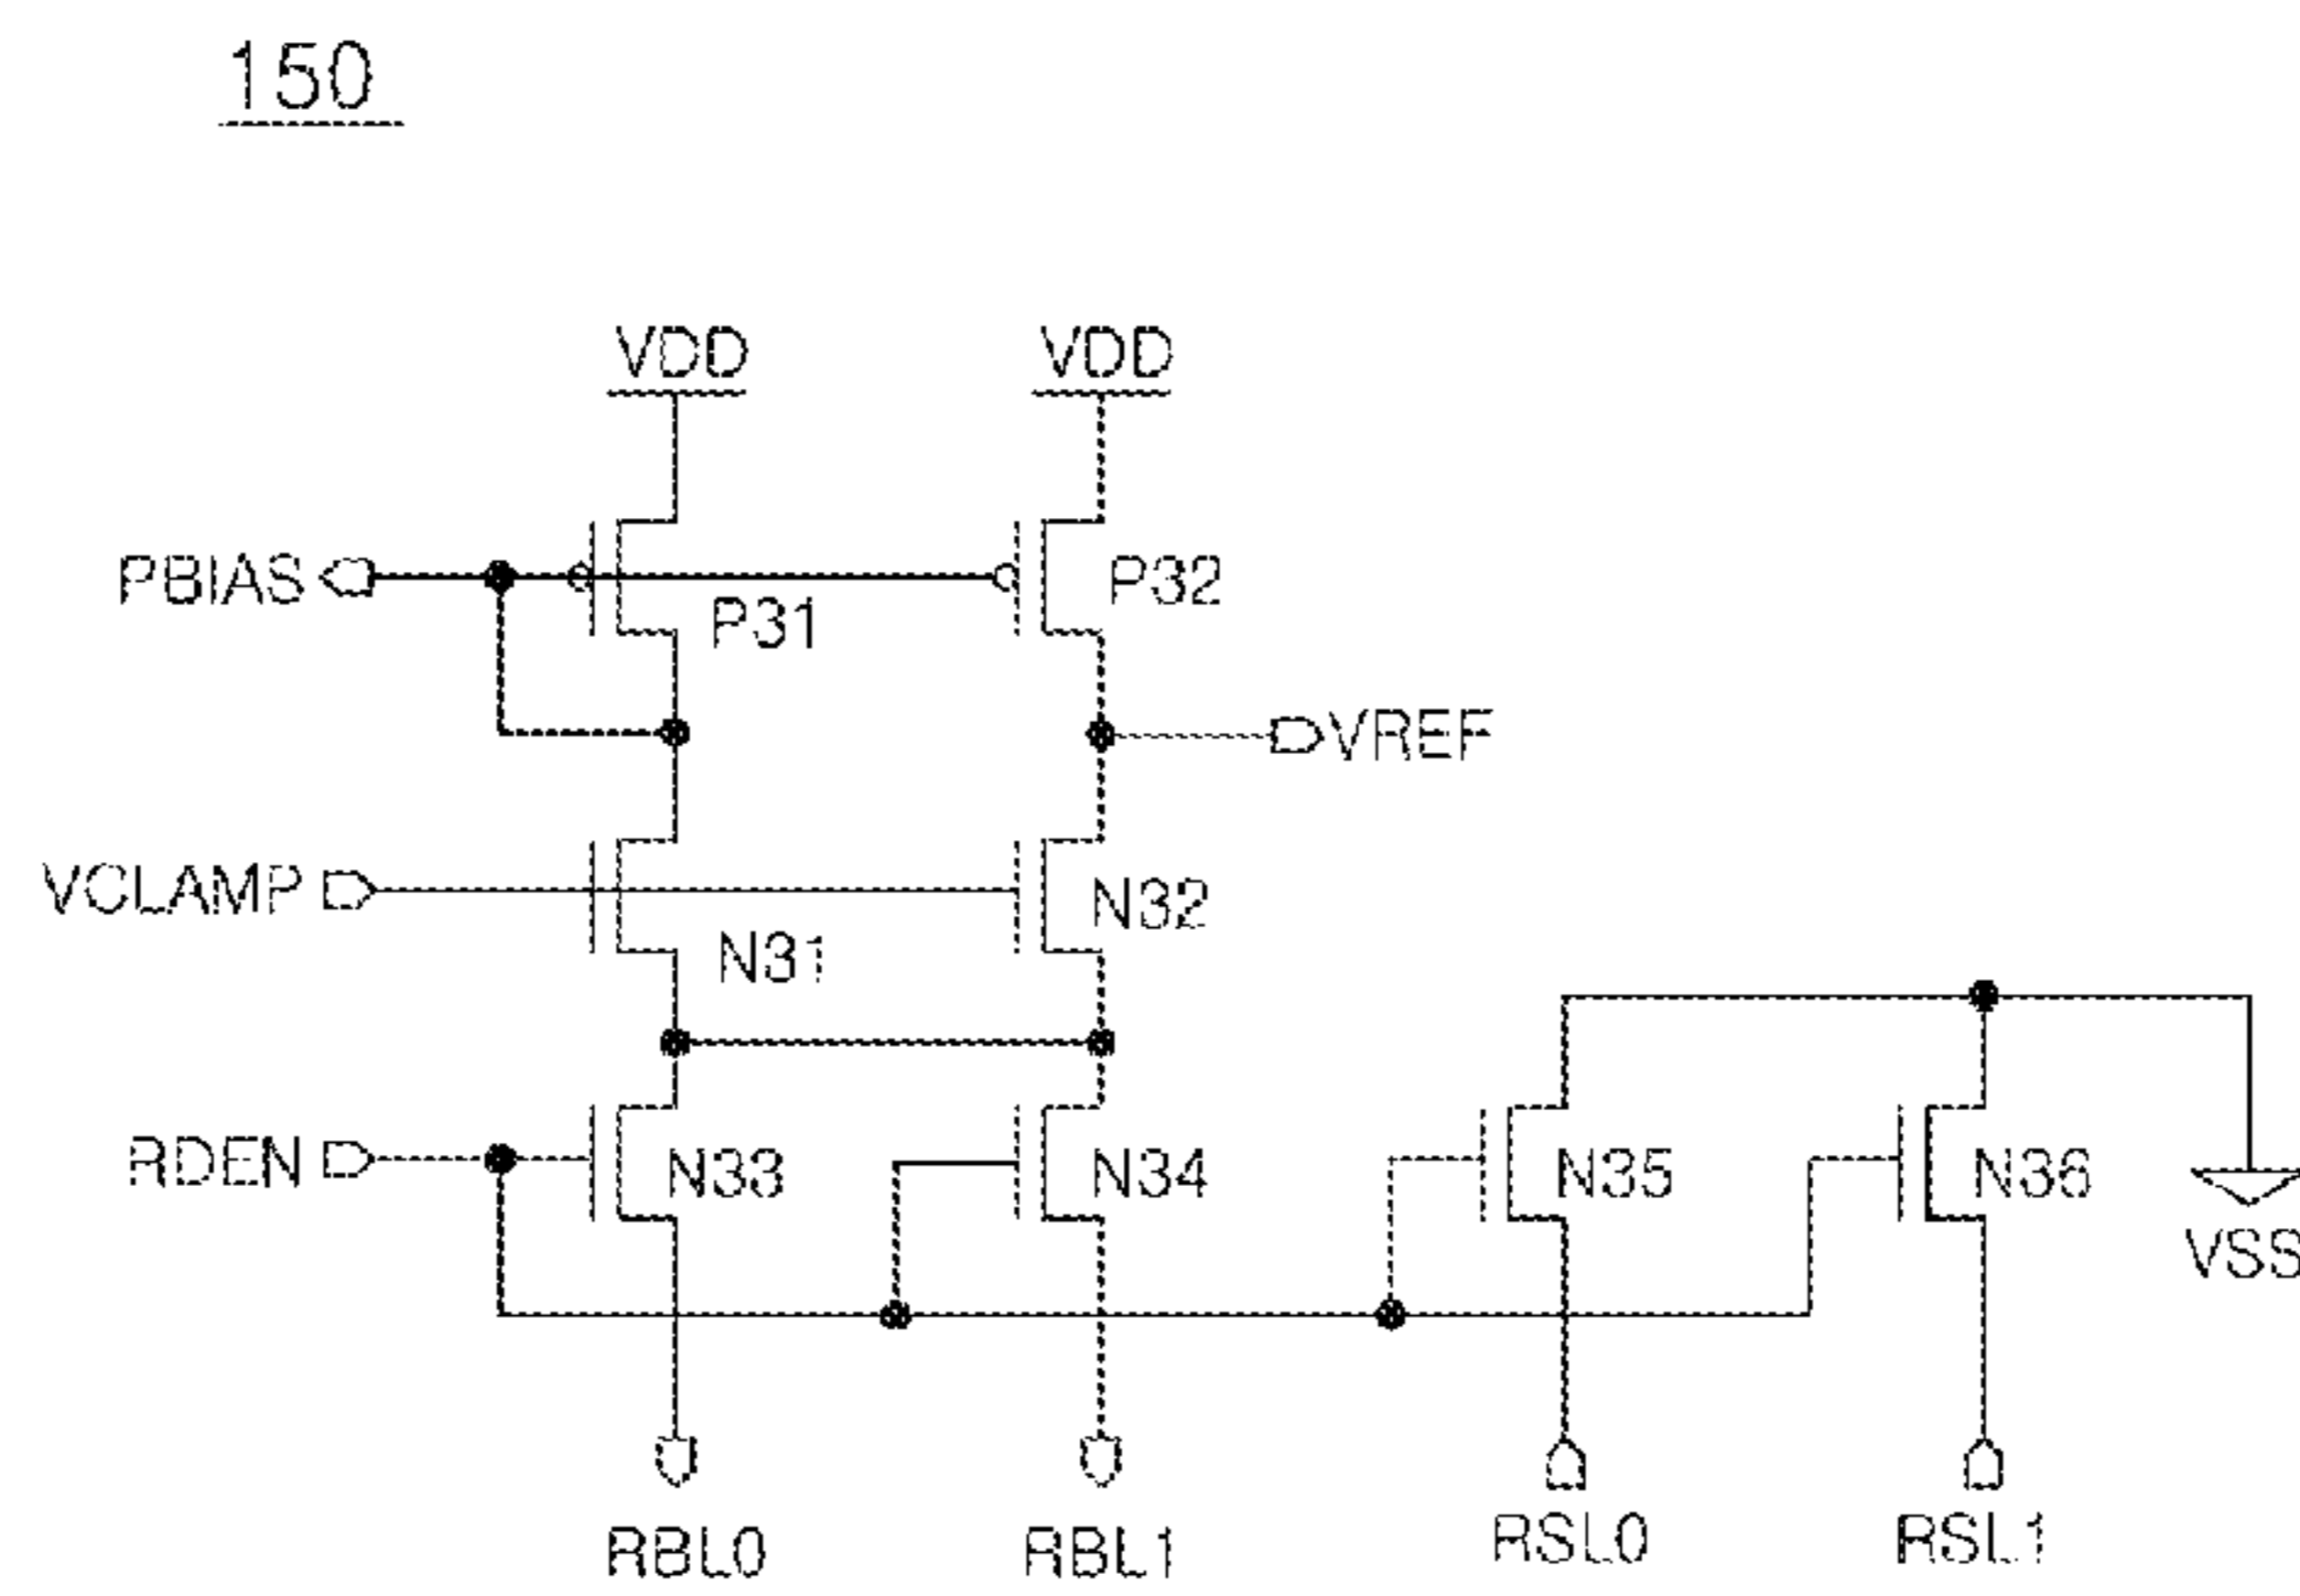 150
VDD VDD
PBIAS P32
P31
VREF
VCLAMP N32
N31
RDEN N33 N34 N35 N36
VSS
RBL0 RBL1 RSL0 RSL1